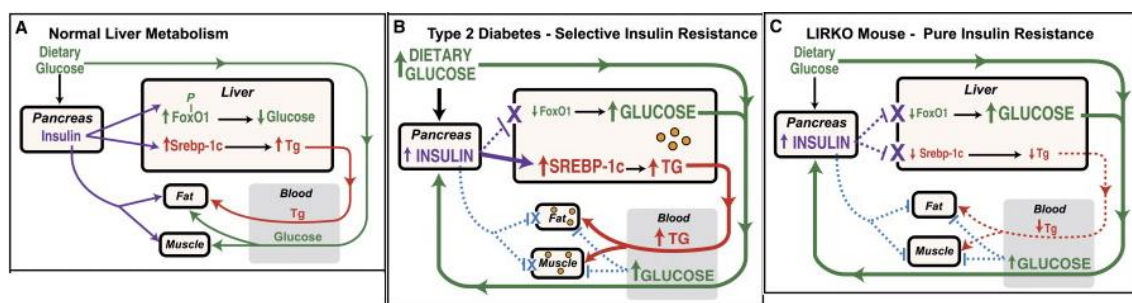 A
Normal Liver Metabolism
Dietary
Glucose
Pancreas
Insulin
Liver
P
↑FoxO1 → ↓Glucose
↑Srebp-1c → ↑Tg
Fat
Muscle
Blood
Tg
Glucose
B
Type 2 Diabetes - Selective Insulin Resistance
↑DIETARY
GLUCOSE
Pancreas
↑INSULIN
X ↓FoxO1 → ↑GLUCOSE
↑SREBP-1c → ↑TG
X Fat
X Muscle
Blood
↑TG
↑GLUCOSE
C
LIRKO Mouse - Pure Insulin Resistance
Dietary
Glucose
Pancreas
↑INSULIN
Liver
X ↓FoxO1 → ↑GLUCOSE
X ↓Srebp-1c → ↓Tg
Fat
Muscle
Blood
↓Tg
↑GLUCOSE